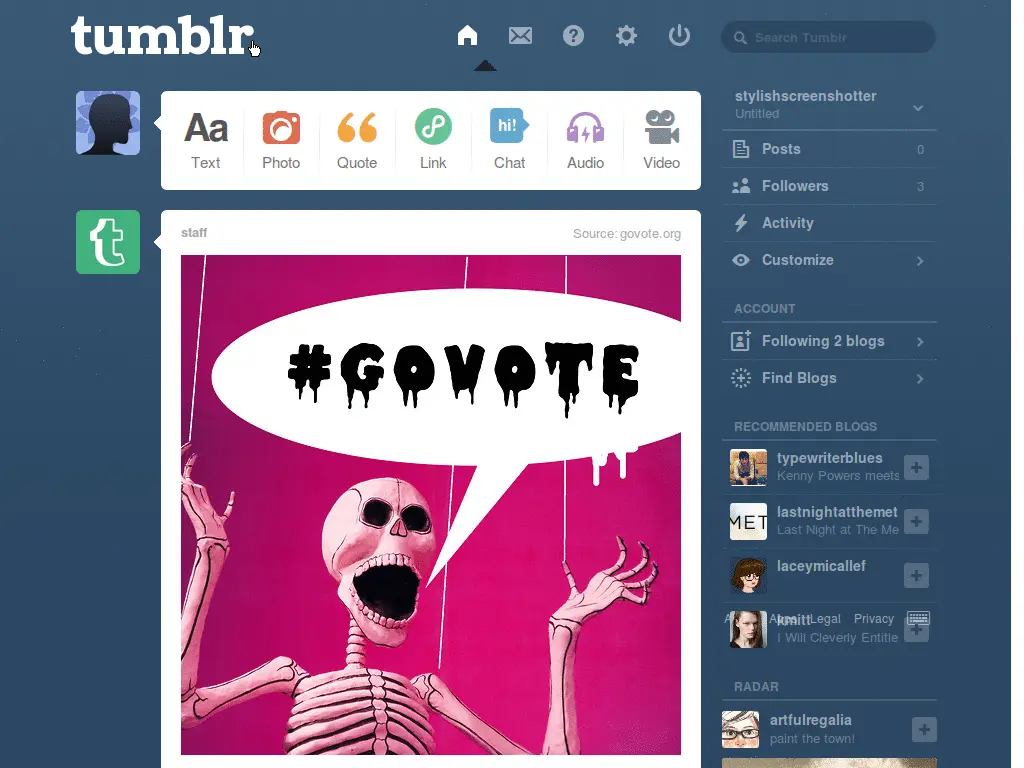 tumblr.
Search Tumblr
Aa
Text
Photo
Quote
Link
hi!
Chat
Audio
Video
staff
Source: govote.org
#GOVOTE
stylishscreenshotter
Untitled
Posts 0
Followers 3
Activity
Customize
ACCOUNT
Following 2 blogs
Find Blogs
RECOMMENDED BLOGS
typewriterblues
Kenny Powers meets
MET
lastnightatthemet
Last Night at The Me
laceymicallef
Legal Privacy
I Will Cleverly Entitle
RADAR
artfulregalia
paint the town!